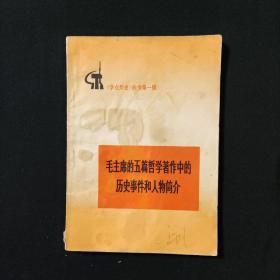 《学点历史》丛书第一辑
毛主席的五篇哲学著作中的
历史事件和人物简介